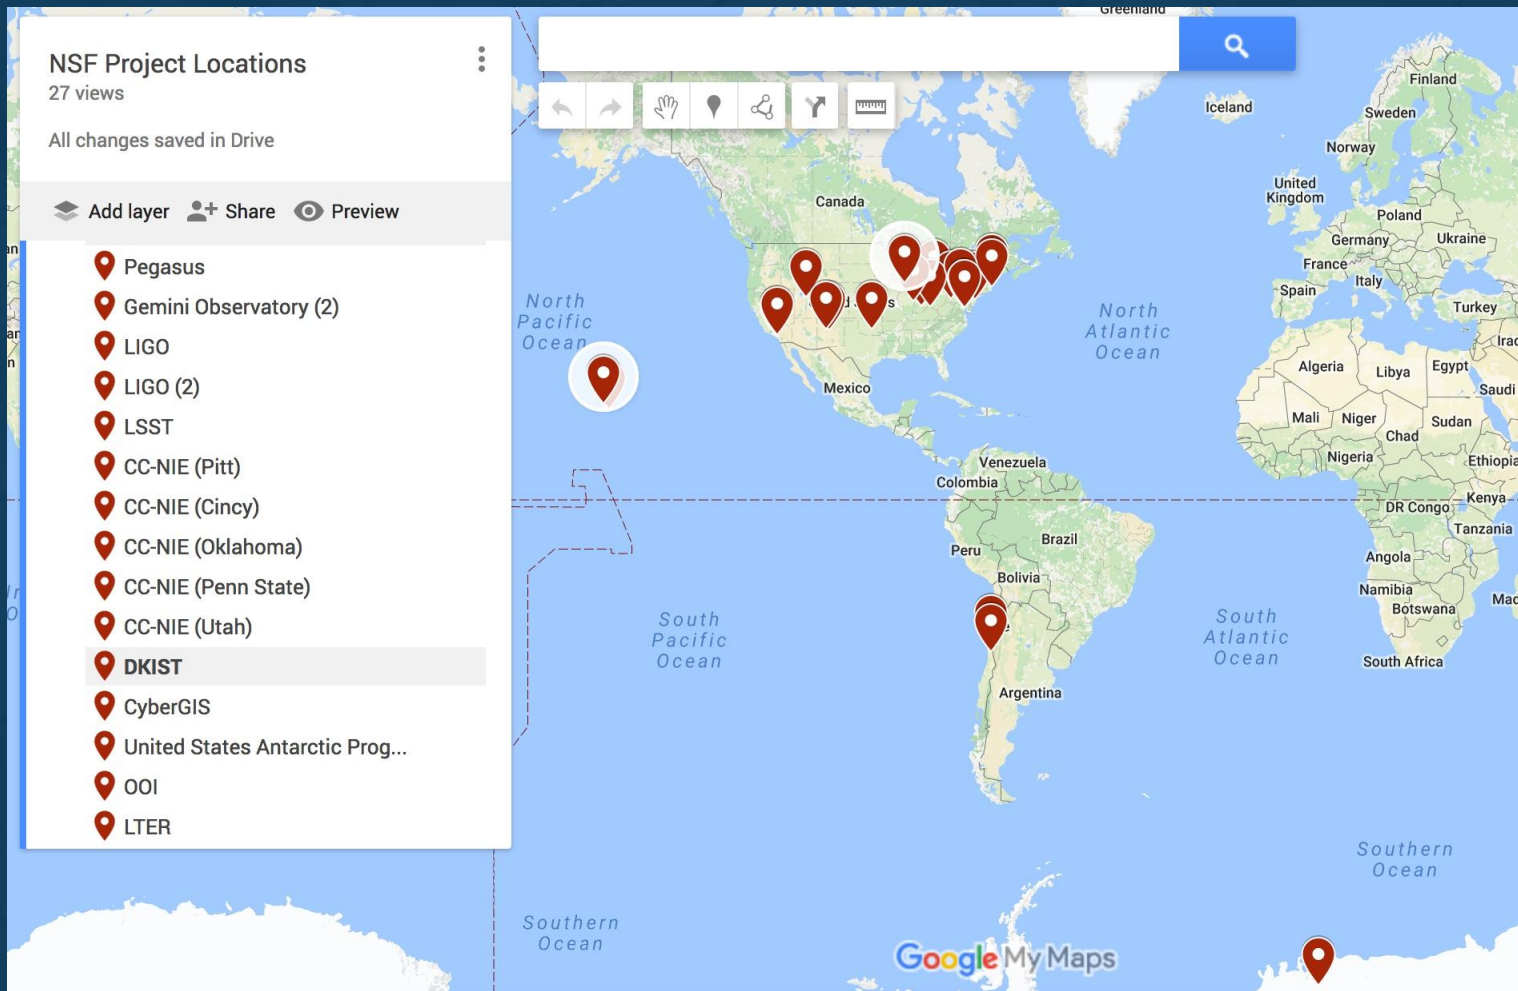 NSF Project Locations
27 views
All changes saved in Drive
Add layer Share Preview
Pegasus
Gemini Observatory (2)
LIGO
LIGO (2)
LSST
CC-NIE (Pitt)
CC-NIE (Cincy)
CC-NIE (Oklahoma)
CC-NIE (Penn State)
CC-NIE (Utah)
DKIST
CyberGIS
United States Antarctic Prog...
OOI
LTER
Greenland
Iceland
Finland
Sweden
Norway
United
Kingdom
Poland
Germany
Ukraine
France
Italy
Spain
Turkey
Canada
North
Pacific
Ocean
North
Atlantic
Ocean
Mexico
Algeria
Libya
Egypt
Saudi
Mali
Niger
Sudan
Chad
Nigeria
Ethiopia
Venezuela
Colombia
DR Congo
Kenya
Tanzania
Brazil
Peru
Angola
Bolivia
Namibia
Botswana
South
Pacific
Ocean
South
Atlantic
Ocean
South Africa
Argentina
Southern
Ocean
Southern
Ocean
Google My Maps